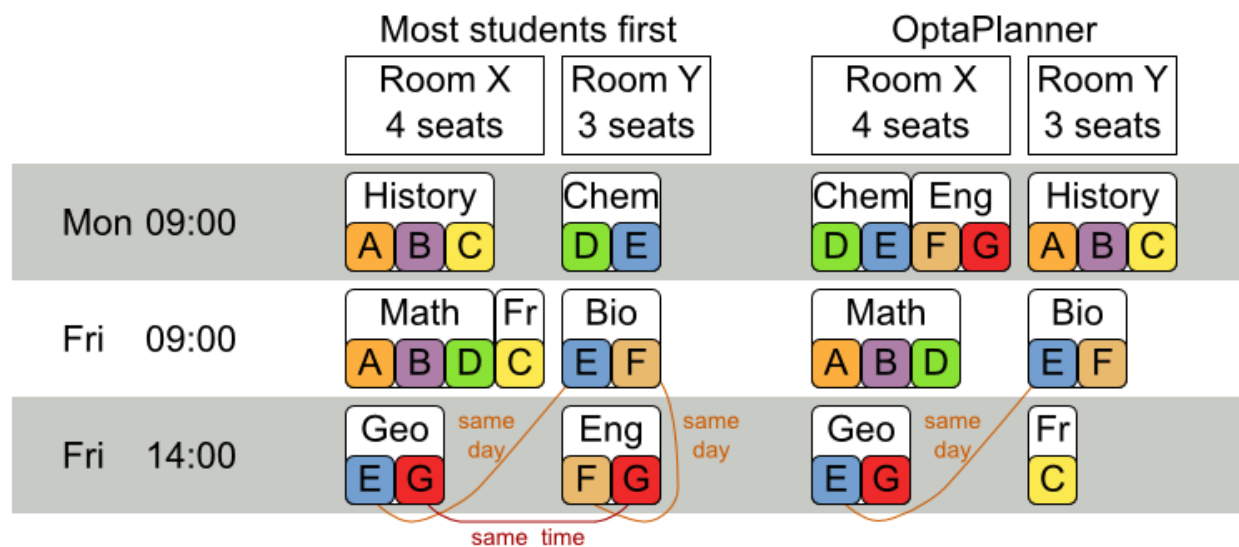 Most students first OptaPlanner
Room X Room Y Room X Room Y
4 seats 3 seats 4 seats 3 seats
History Chem Chem Eng History
Mon 09:00
A B C D E D E F G A B C
Math Fr Bio Math Bio
Fri 09:00
A B D C E F A B D E F
Geo same day Eng same day Geo same day Fr
Fri 14:00
E G F G E G C
same time